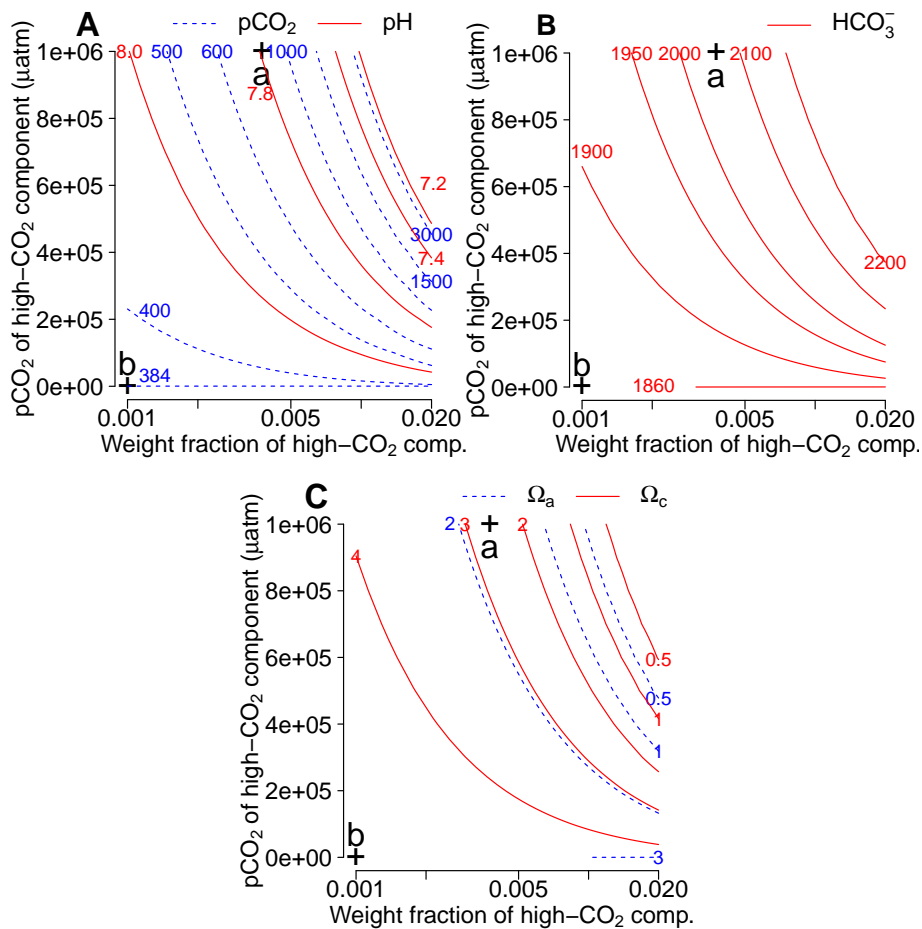 A
pCO₂ pH
pCO₂ of high−CO₂ component (μatm)
1e+06
8e+05
6e+05
4e+05
2e+05
0e+00
8.0 500 600 1000
a
7.8
7.2
3000
7.4
1500
400
384
b
0.001 0.005 0.020
Weight fraction of high−CO₂ comp.
B
HCO₃⁻
pCO₂ of high−CO₂ component (μatm)
1e+06
8e+05
6e+05
4e+05
2e+05
0e+00
1950 2000 2100
a
1900
2200
1860
b
0.001 0.005 0.020
Weight fraction of high−CO₂ comp.
C
Ωa Ωc
pCO₂ of high−CO₂ component (μatm)
1e+06
8e+05
6e+05
4e+05
2e+05
0e+00
2 3 2
a
4
0.5
0.5
1
1
3
b
0.001 0.005 0.020
Weight fraction of high−CO₂ comp.